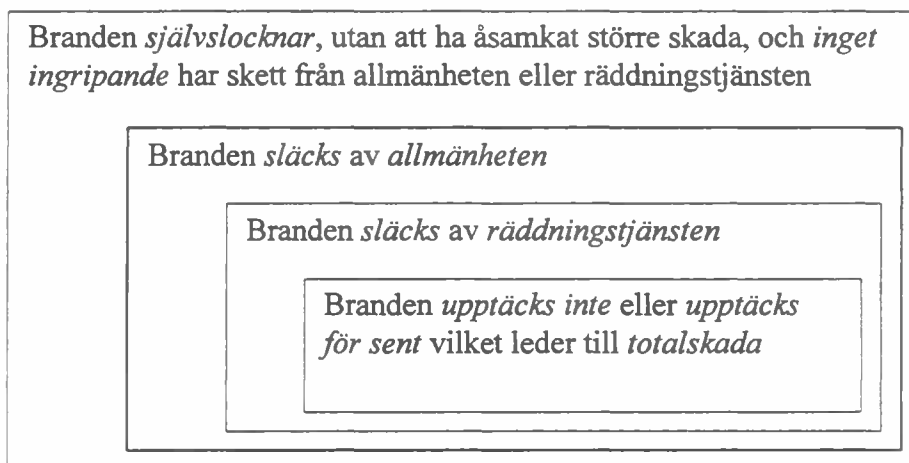 Branden självslocknar, utan att ha åsamkat större skada, och inget
ingripande har skett från allmänheten eller räddningstjänsten
Branden släcks av allmänheten
Branden släcks av räddningstjänsten
Branden upptäcks inte eller upptäcks
för sent vilket leder till totalskada